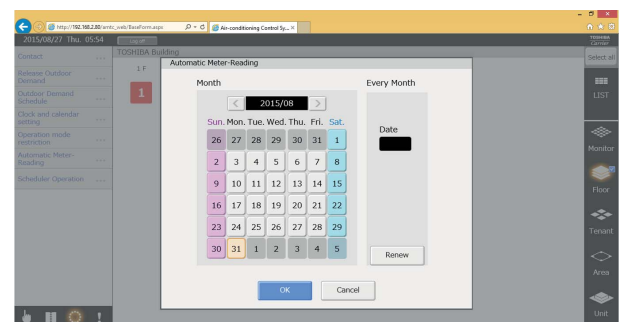 http://192.168.2.80/amtc_web/BaseForm.aspx
Air-conditioning Control Sy...
2015/08/27 Thu. 05:54
TOSHIBA
Carrier
Contact ...
TOSHIBA Building
Select all
Automatic Meter-Reading
1 F
Release Outdoor
Demand ...
Month
Every Month
LIST
Outdoor Demand
Schedule ...
1
< 2015/08 >
Clock and calendar
setting ...
Sun. Mon. Tue. Wed. Thu. Fri. Sat.
Date
Operation mode
restriction ...
26 27 28 29 30 31 1
Monitor
Automatic Meter-
Reading ...
2 3 4 5 6 7 8
Scheduler Operation ...
9 10 11 12 13 14 15
Floor
16 17 18 19 20 21 22
23 24 25 26 27 28 29
Tenant
30 31 1 2 3 4 5
Renew
Area
OK
Cancel
Unit